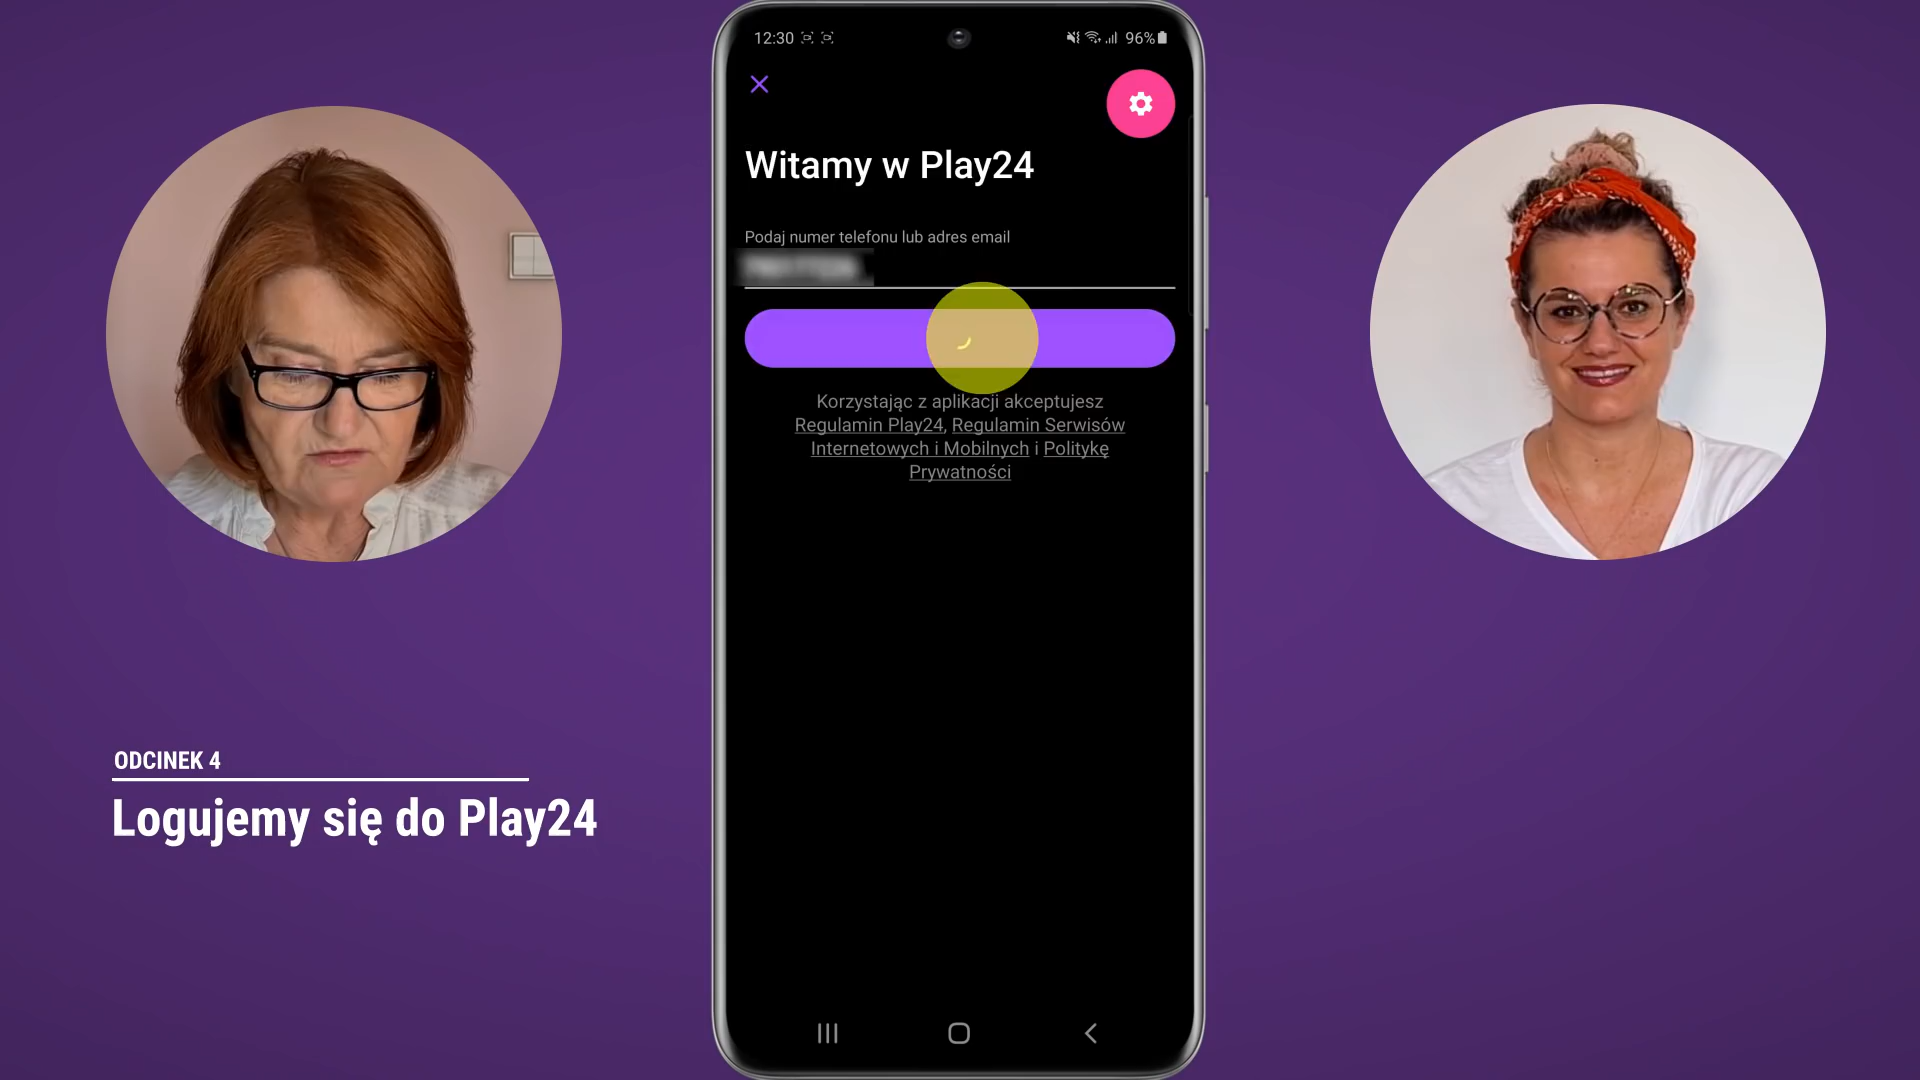 12:30
96%
Witamy w Play24
Podaj numer telefonu lub adres email
Korzystając z aplikacji akceptujesz
Regulamin Play24, Regulamin Serwisów
Internetowych i Mobilnych i Politykę
Prywatności
ODCINEK 4
Logujemy się do Play24